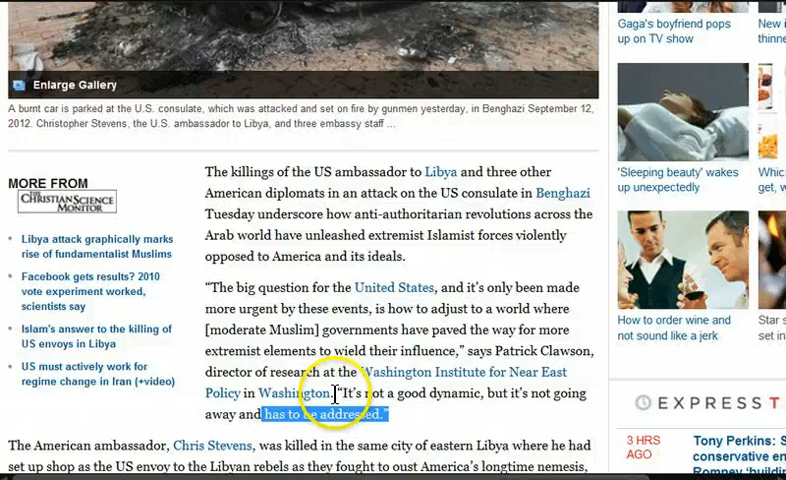 Enlarge Gallery
A burnt car is parked at the U.S. consulate, which was attacked and set on fire by gunmen yesterday, in Benghazi September 12,
2012. Christopher Stevens, the U.S. ambassador to Libya, and three embassy staff ...
MORE FROM
THE
CHRISTIAN SCIENCE
MONITOR
Libya attack graphically marks
rise of fundamentalist Muslims
Facebook gets results? 2010
vote experiment worked,
scientists say
Islam's answer to the killing of
US envoys in Libya
US must actively work for
regime change in Iran (+video)
The killings of the US ambassador to Libya and three other
American diplomats in an attack on the US consulate in Benghazi
Tuesday underscore how anti-authoritarian revolutions across the
Arab world have unleashed extremist Islamist forces violently
opposed to America and its ideals.
“The big question for the United States, and it's only been made
more urgent by these events, is how to adjust to a world where
[moderate Muslim] governments have paved the way for more
extremist elements to wield their influence,” says Patrick Clawson,
director of research at the Washington Institute for Near East
Policy in Washington. “It's not a good dynamic, but it's not going
away and has to be addressed.”
The American ambassador, Chris Stevens, was killed in the same city of eastern Libya where he had
set up shop as the US envoy to the Libyan rebels as they fought to oust America's longtime nemesis,
Gaga's boyfriend pops
up on TV show
New i
thinne
'Sleeping beauty' wakes
up unexpectedly
Whic
get, w
How to order wine and
not sound like a jerk
Star s
set in
EXPRESS T
3 HRS
AGO
Tony Perkins: S
conservative en
Romney 'buildin